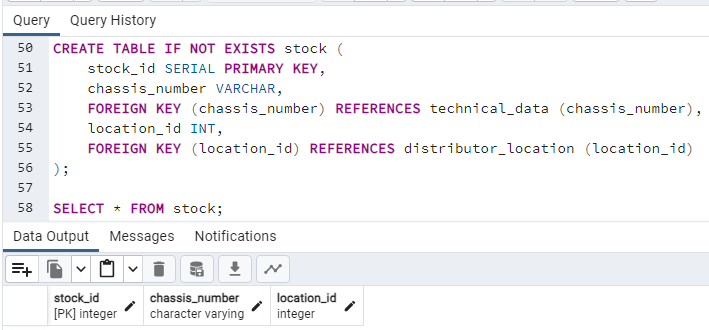 Query Query History
50 CREATE TABLE IF NOT EXISTS stock (
51 stock_id SERIAL PRIMARY KEY,
52 chassis_number VARCHAR,
53 FOREIGN KEY (chassis_number) REFERENCES technical_data (chassis_number),
54 location_id INT,
55 FOREIGN KEY (location_id) REFERENCES distributor_location (location_id)
56 );
57
58 SELECT * FROM stock;
Data Output Messages Notifications
stock_id chassis_number location_id
[PK] integer character varying integer